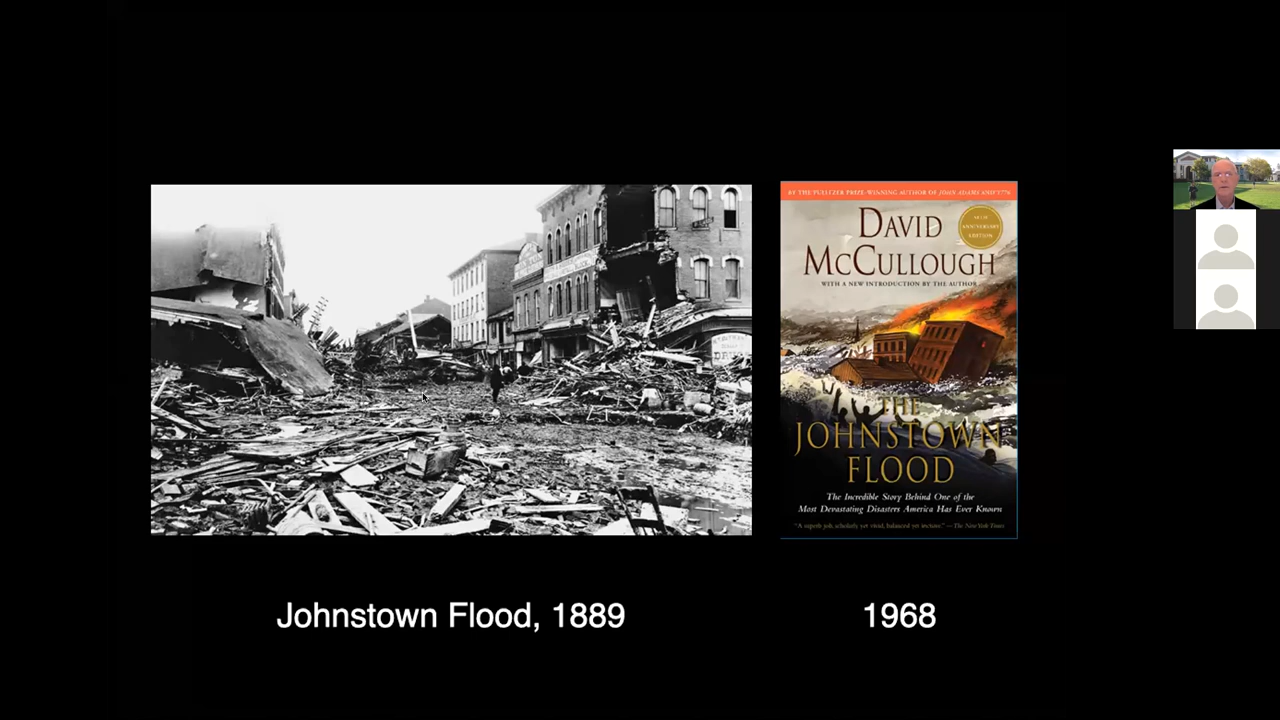 BY THE PULITZER PRIZE-WINNING AUTHOR OF JOHN ADAMS AND 1776
DAVID
MCCULLOUGH
ANNIVERSARY
EDITION
WITH A NEW INTRODUCTION BY THE AUTHOR
THE
JOHNSTOWN
FLOOD
The Incredible Story Behind One of the
Most Devastating Disasters America Has Ever Known
"A superb job, scholarly yet vivid, balanced yet incisive." — The New York Times
Johnstown Flood, 1889
1968